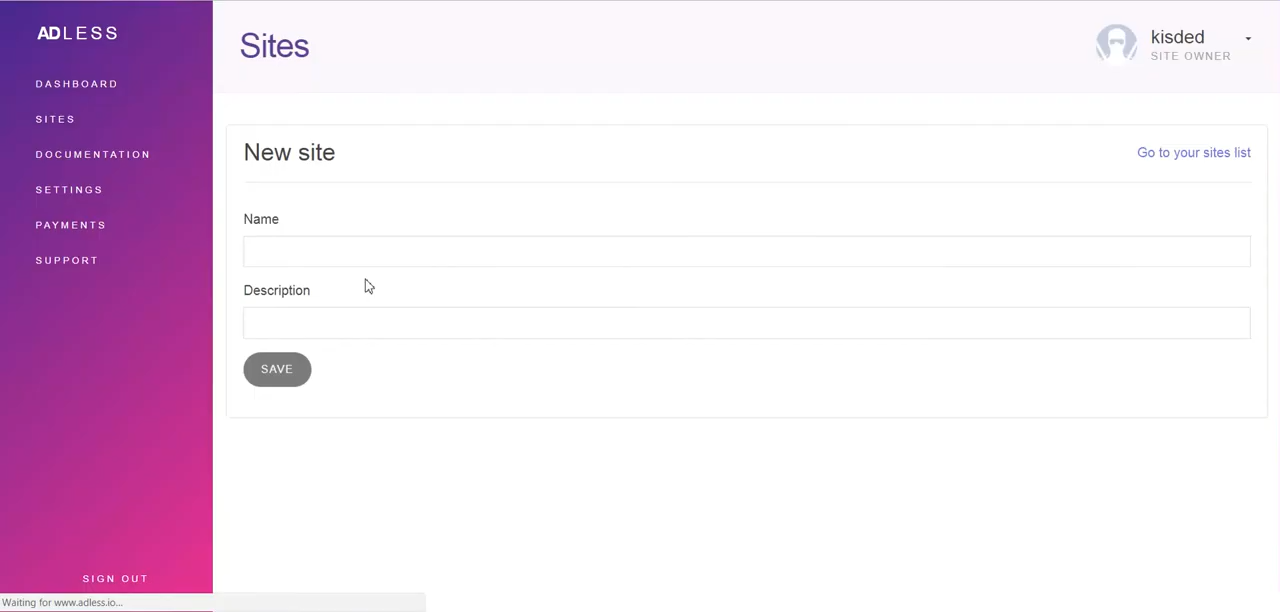 ADLESS
DASHBOARD
SITES
DOCUMENTATION
SETTINGS
PAYMENTS
SUPPORT
SIGN OUT
Waiting for www.adless.io...
Sites
kisded
SITE OWNER
New site
Go to your sites list
Name
Description
SAVE